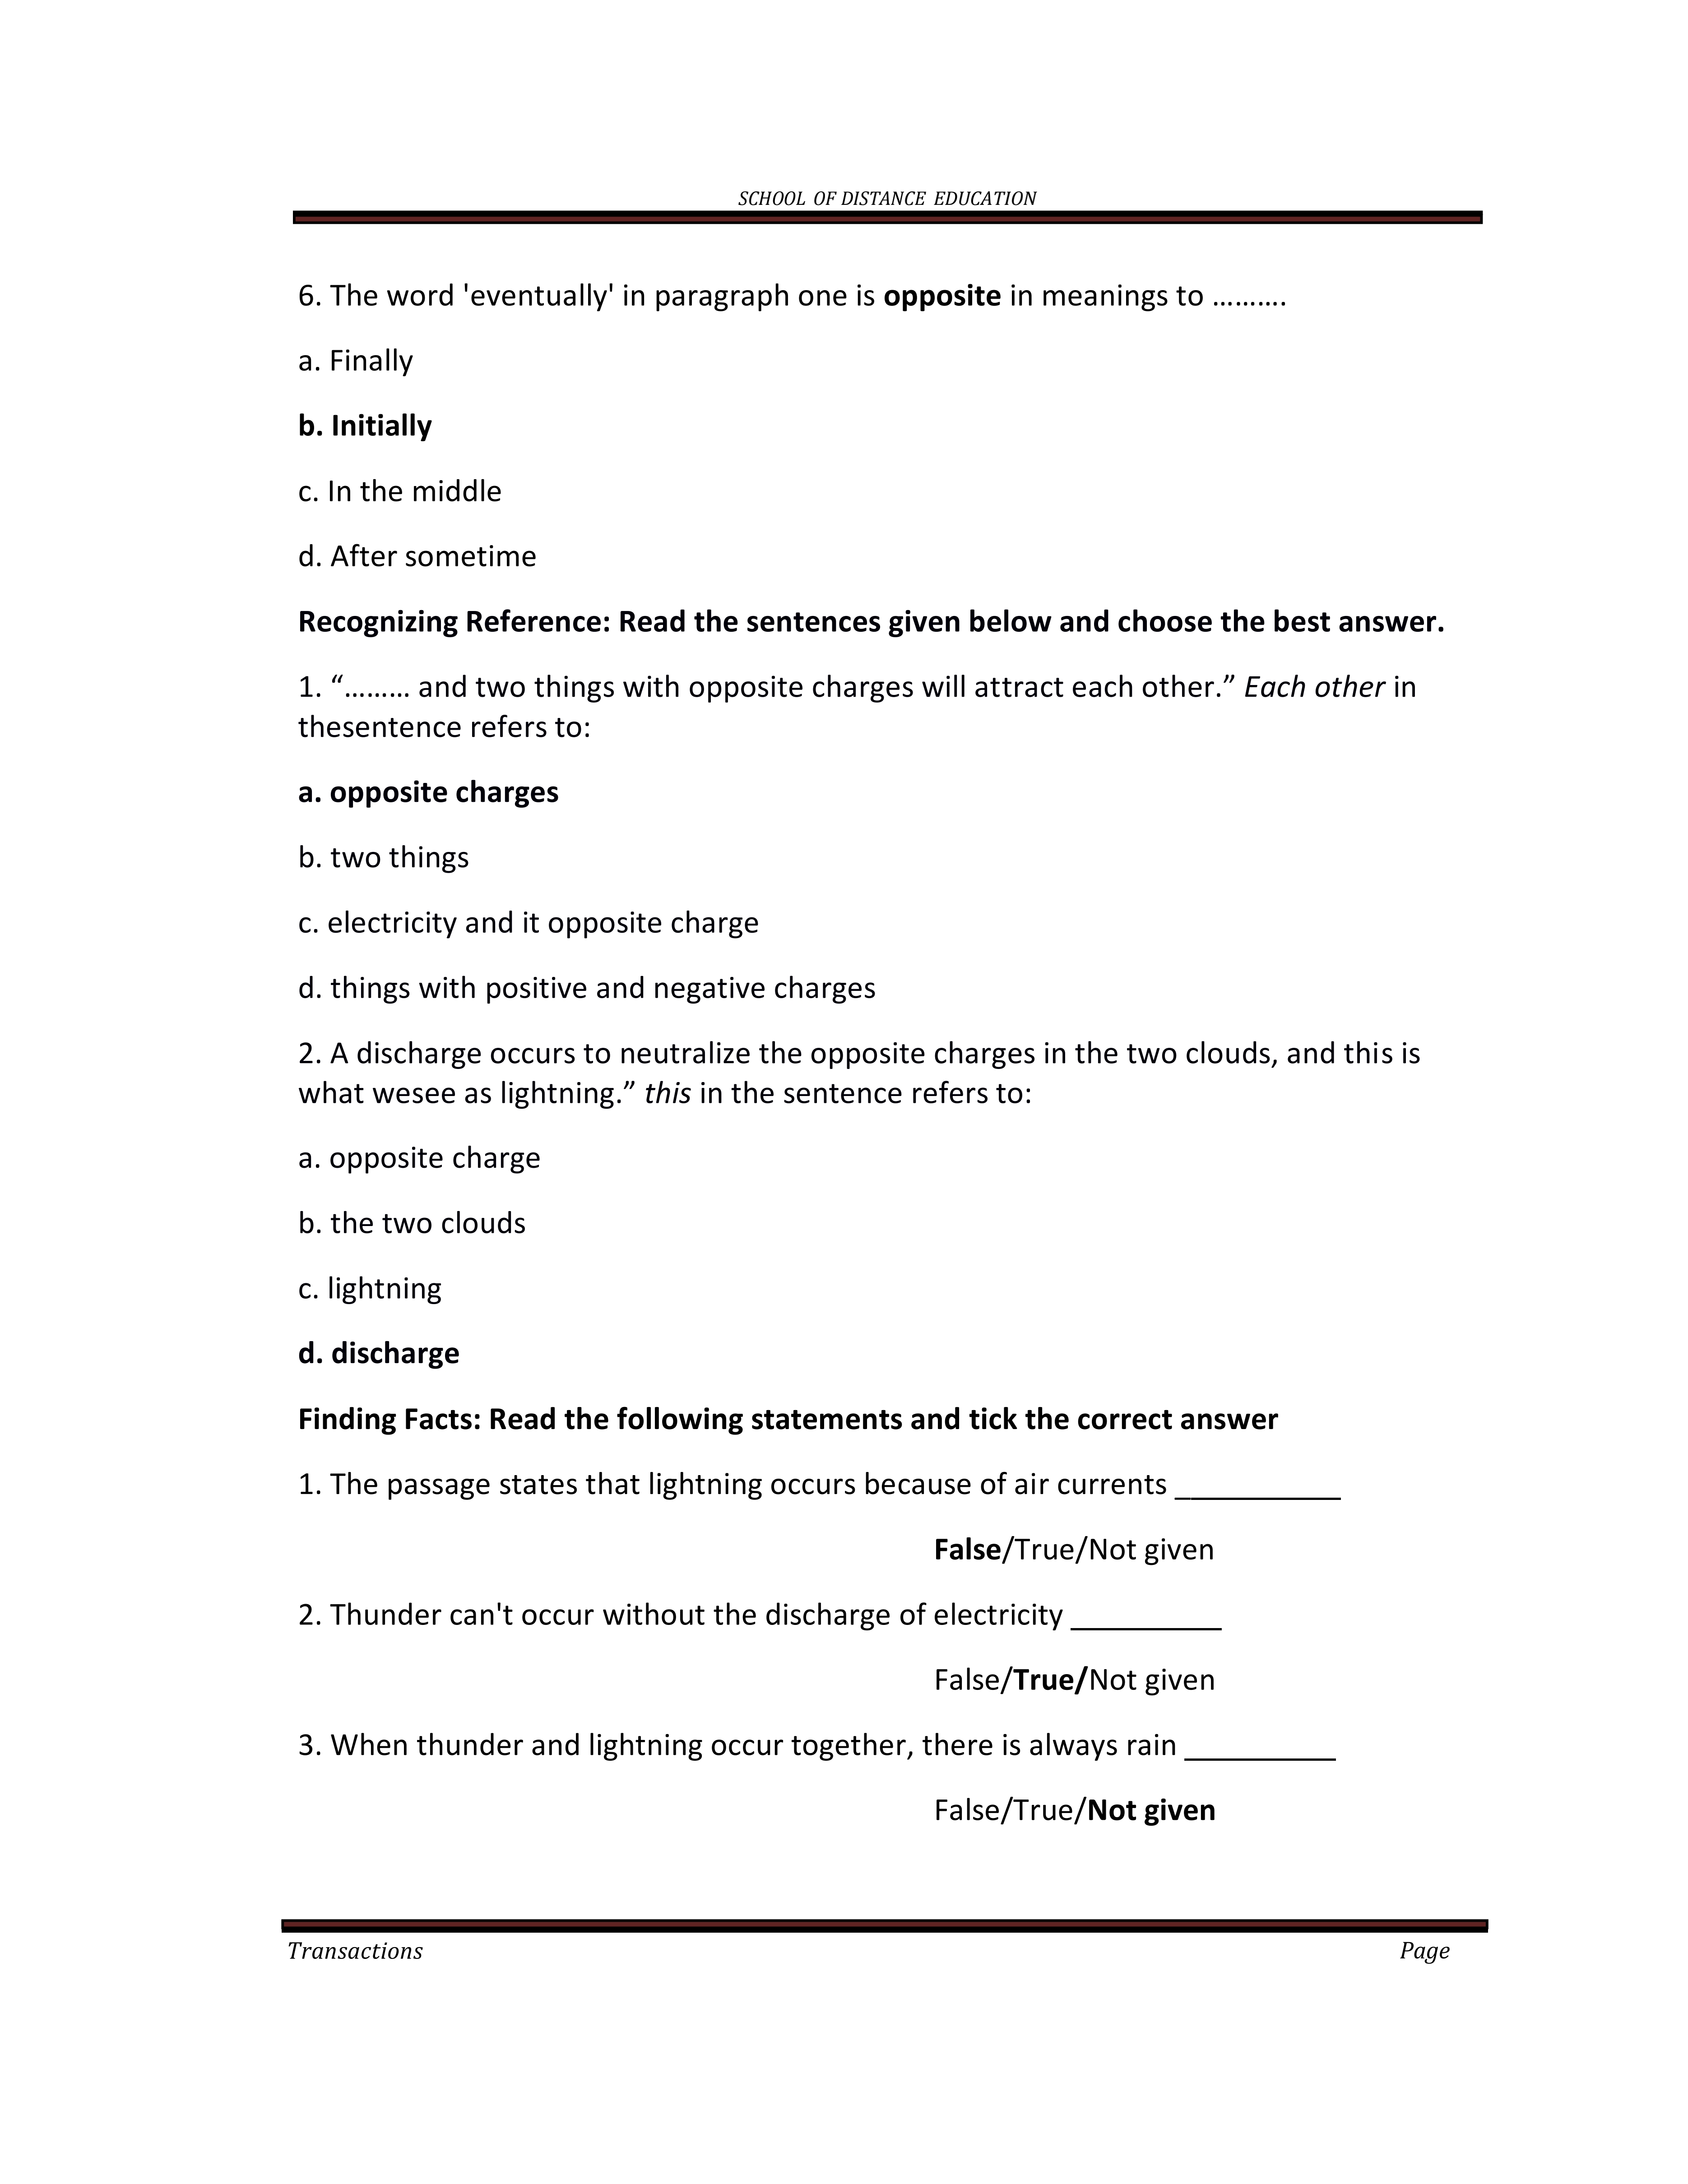 SCHOOL OF DISTANCE EDUCATION
6. The word 'eventually' in paragraph one is opposite in meanings to ..........
a. Finally
b. Initially
c. In the middle
d. After sometime
Recognizing Reference: Read the sentences given below and choose the best answer.
1. “……… and two things with opposite charges will attract each other.” Each other in
thesentence refers to:
a. opposite charges
b. two things
c. electricity and it opposite charge
d. things with positive and negative charges
2. A discharge occurs to neutralize the opposite charges in the two clouds, and this is
what wesee as lightning.” this in the sentence refers to:
a. opposite charge
b. the two clouds
c. lightning
d. discharge
Finding Facts: Read the following statements and tick the correct answer
1. The passage states that lightning occurs because of air currents ___________
False/True/Not given
2. Thunder can't occur without the discharge of electricity __________
False/True/Not given
3. When thunder and lightning occur together, there is always rain __________
False/True/Not given
Transactions Page